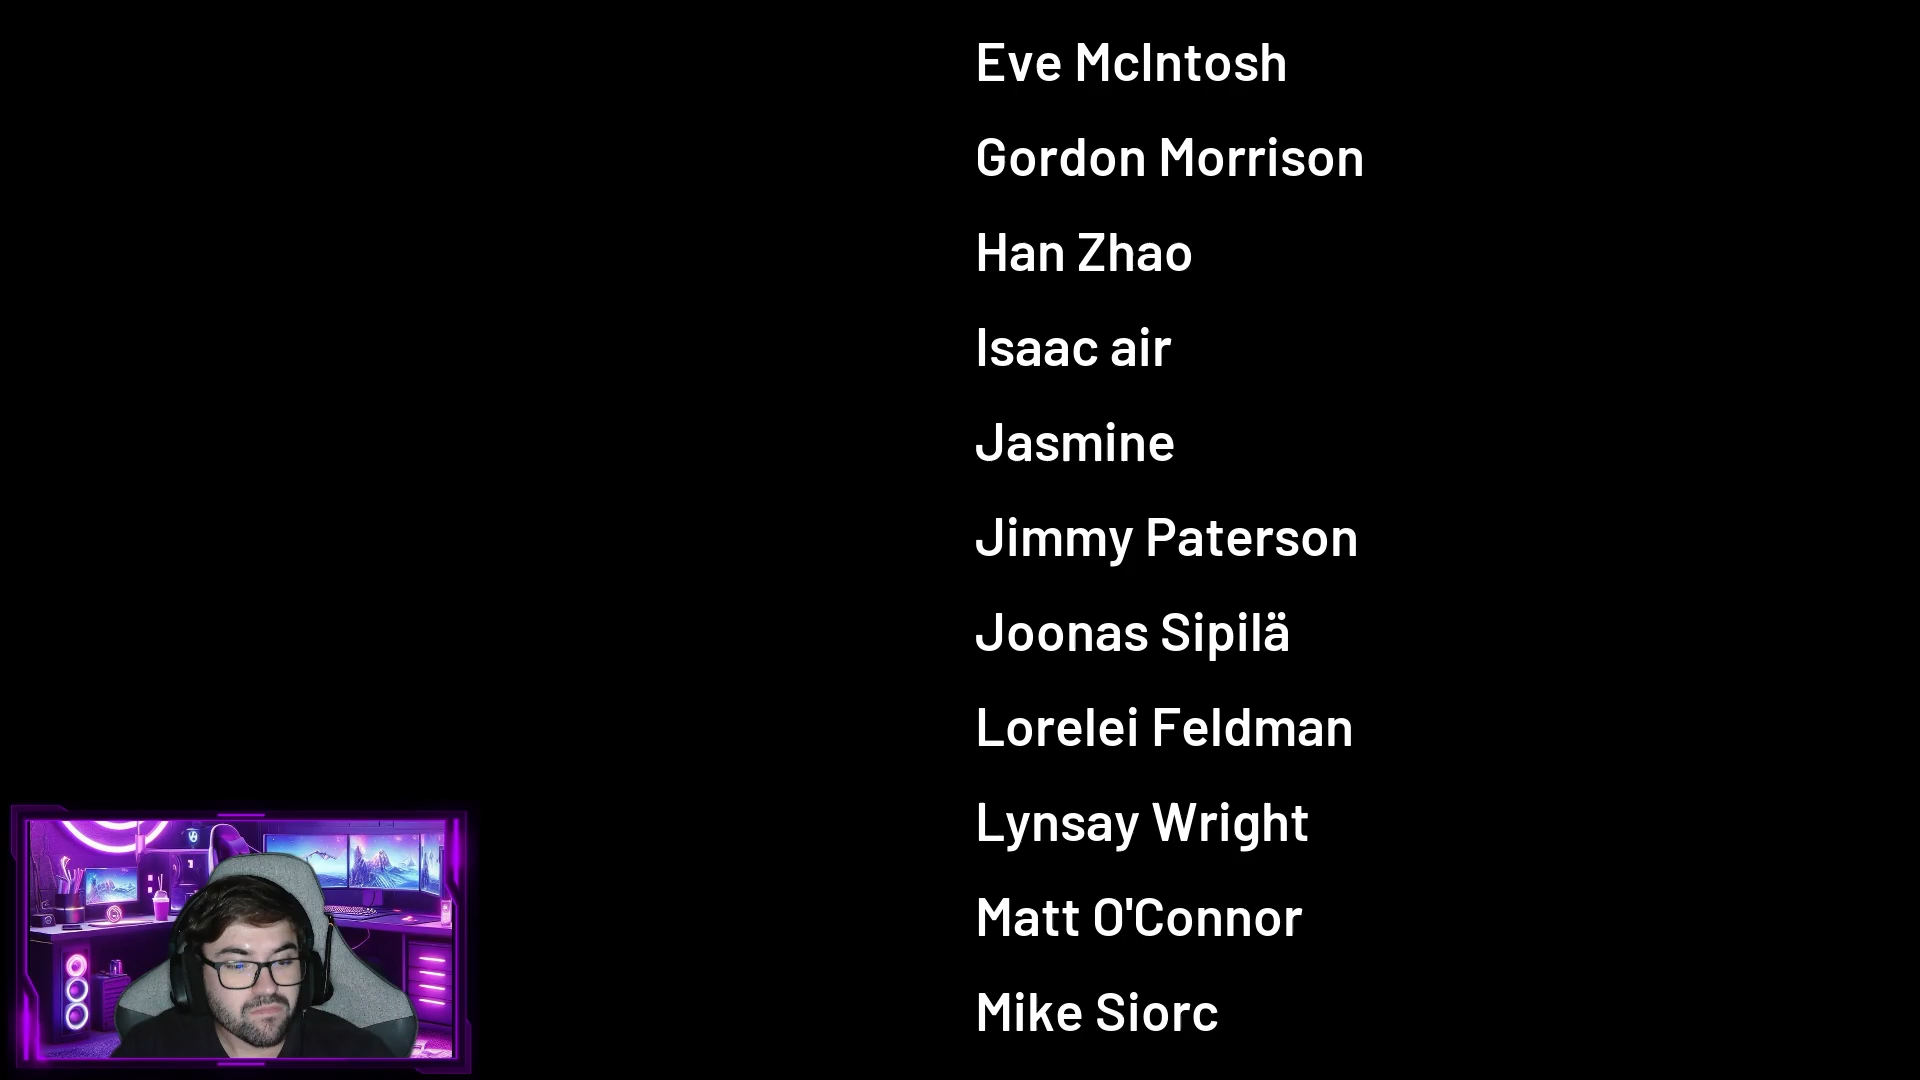 Eve McIntosh
Gordon Morrison
Han Zhao
Isaac air
Jasmine
Jimmy Paterson
Joonas Sipilä
Lorelei Feldman
Lynsay Wright
Matt O'Connor
Mike Siorc